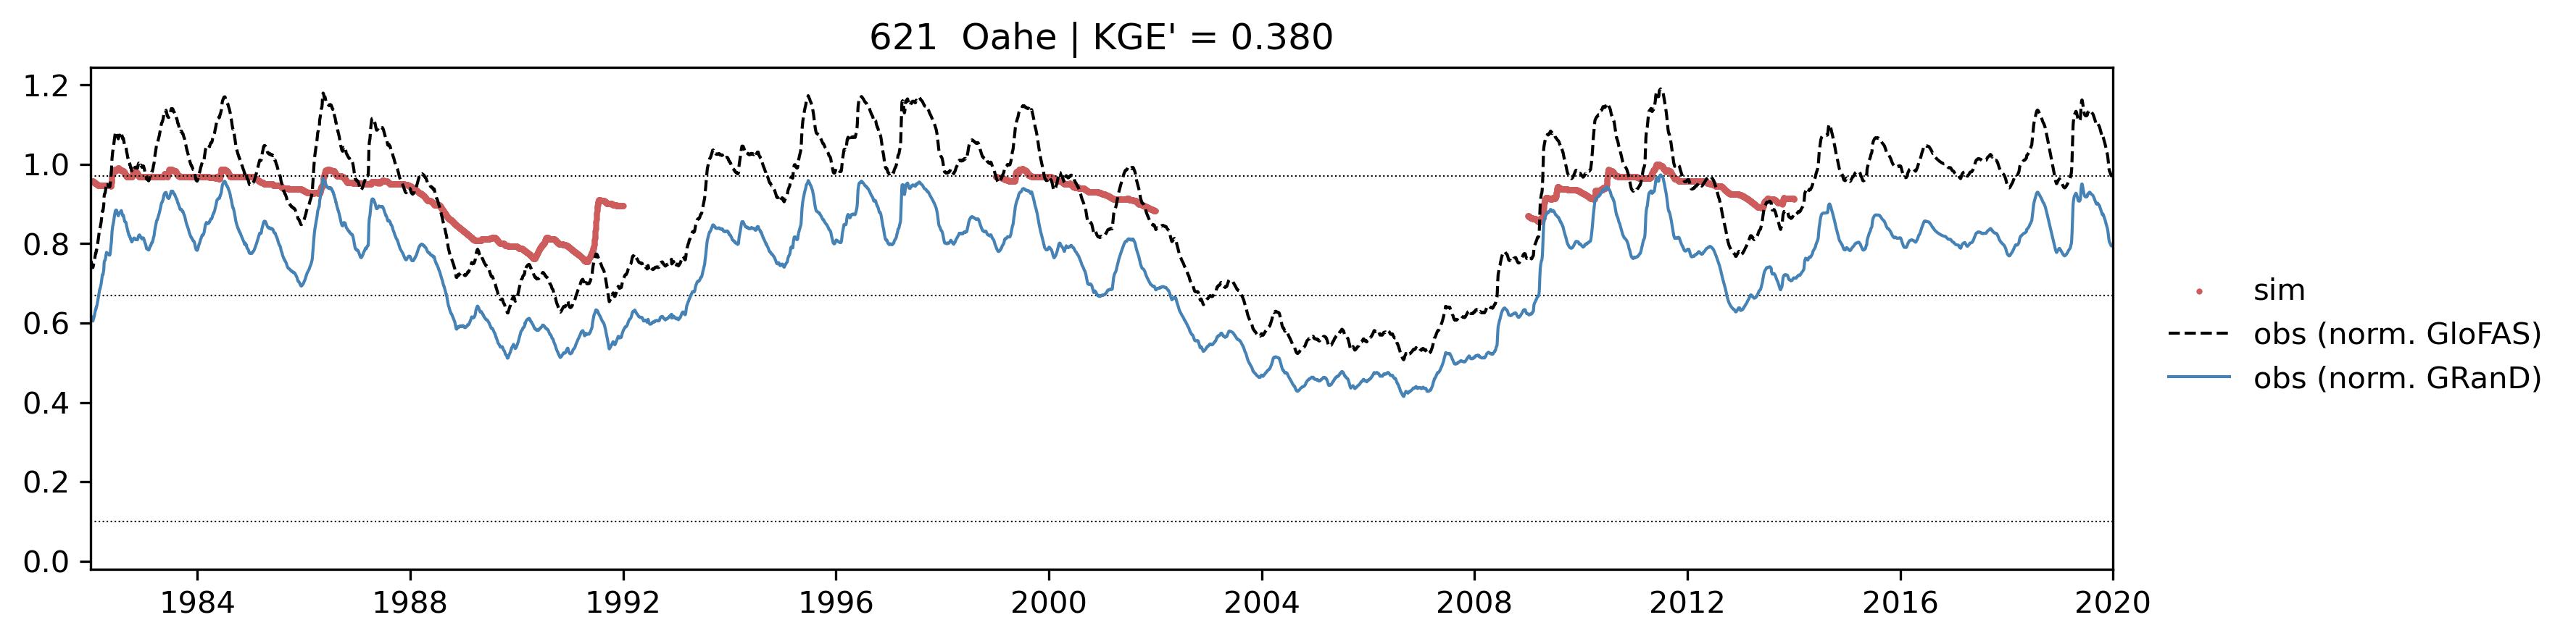 621  Oahe | KGE' = 0.380
1.2
1.0
0.8
0.6
0.4
0.2
0.0
1984 1988 1992 1996 2000 2004 2008 2012 2016 2020
sim
obs (norm. GloFAS)
obs (norm. GRanD)